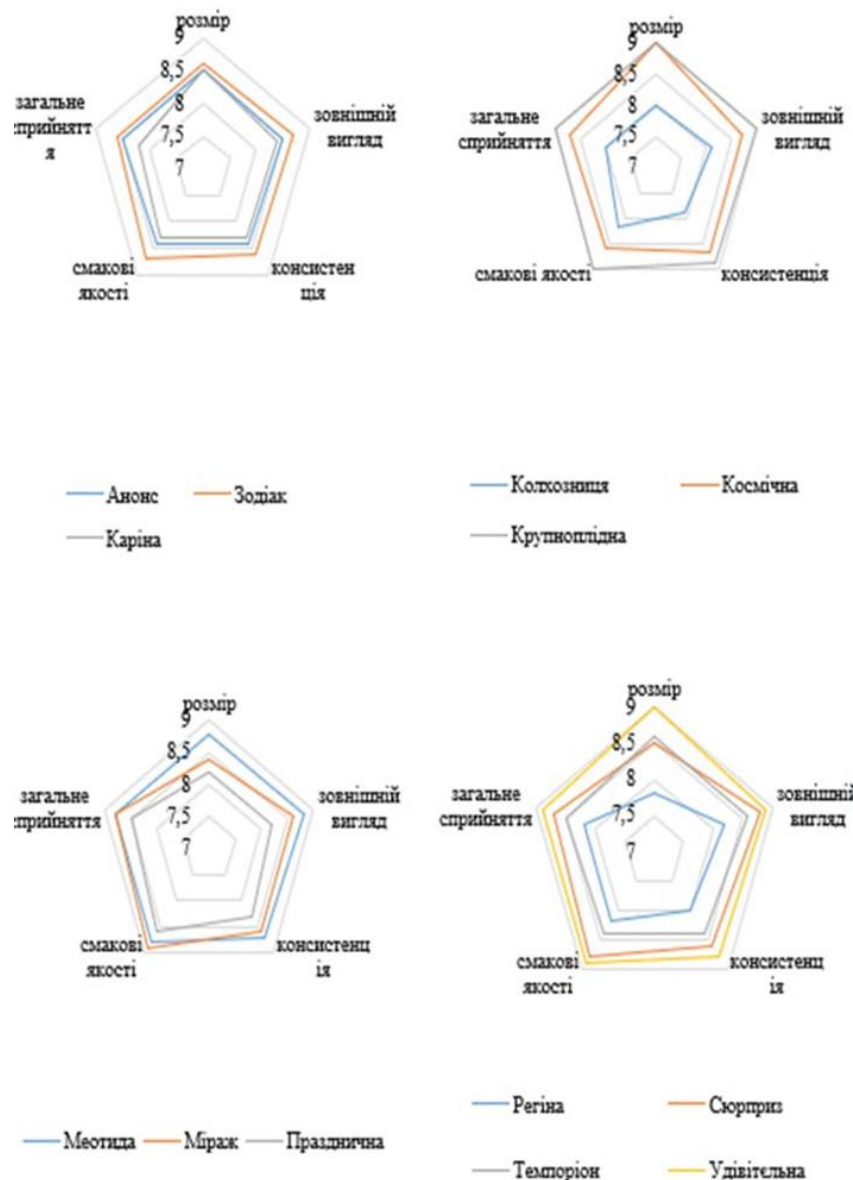 розмір
9
8,5
8
7,5
7
загальне
сприйнятт
я
зовнішній
вигляд
смакові
якості
консистен
ція
Анонс
Зодіак
Каріна
розмір
9
8,5
8
7,5
7
загальне
сприйняття
зовнішній
вигляд
смакові якості
консистенція
Колхозниця
Космічна
Крупноплідна
розмір
9
8,5
8
7,5
7
загальне
сприйняття
зовнішній
вигляд
смакові
якості
консистенц
ія
Меотида
Міраж
Празднична
розмір
9
8,5
8
7,5
7
загальне
сприйняття
зовнішній
вигляд
смакові
якості
консистенц
ія
Регіна
Сюрприз
Темпоріон
Удівітєльна